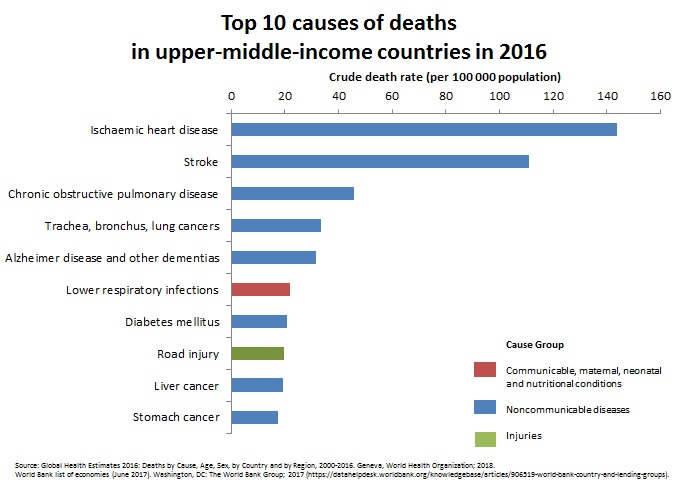 Top 10 causes of deaths
in upper-middle-income countries in 2016
Crude death rate (per 100 000 population)
0 20 40 60 80 100 120 140 160
Ischaemic heart disease
Stroke
Chronic obstructive pulmonary disease
Trachea, bronchus, lung cancers
Alzheimer disease and other dementias
Lower respiratory infections
Diabetes mellitus
Road injury
Liver cancer
Stomach cancer
Cause Group
Communicable, maternal, neonatal
and nutritional conditions
Noncommunicable diseases
Injuries
Source: Global Health Estimates 2016: Deaths by Cause, Age, Sex, by Country and by Region, 2000-2016. Geneva, World Health Organization; 2018.
World Bank list of economies (June 2017). Washington, DC: The World Bank Group; 2017 (https://datahelpdesk.worldbank.org/knowledgebase/articles/906519-world-bank-country-and-lending-groups).